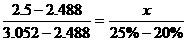 2.5 − 2.488 / 3.052 − 2.488 = x / 25% − 20%